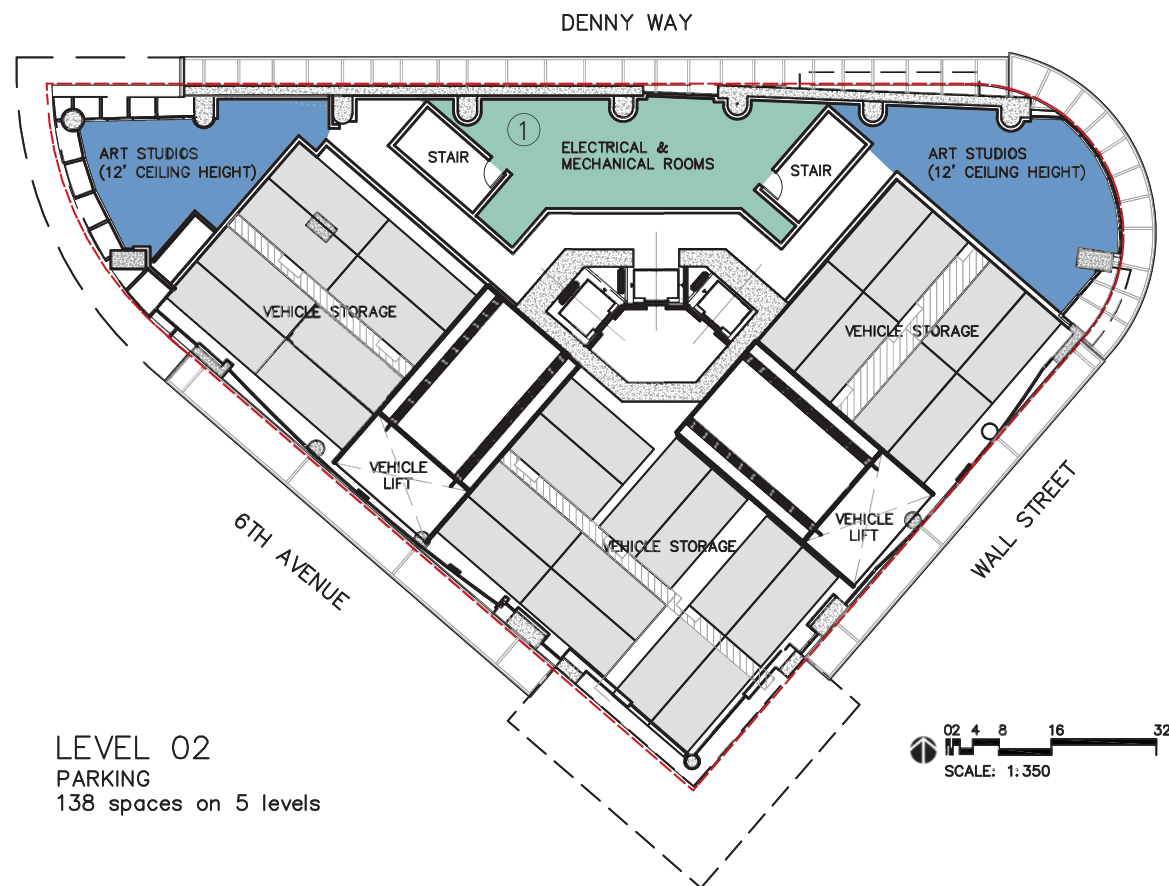 DENNY WAY
ART STUDIOS
(12' CEILING HEIGHT)
STAIR
1
ELECTRICAL &
MECHANICAL ROOMS
STAIR
ART STUDIOS
(12' CEILING HEIGHT)
VEHICLE STORAGE
VEHICLE STORAGE
VEHICLE
LIFT
VEHICLE STORAGE
VEHICLE
LIFT
6TH AVENUE
WALL STREET
LEVEL 02
PARKING
138 spaces on 5 levels
02 4 8 16 32
SCALE: 1:350